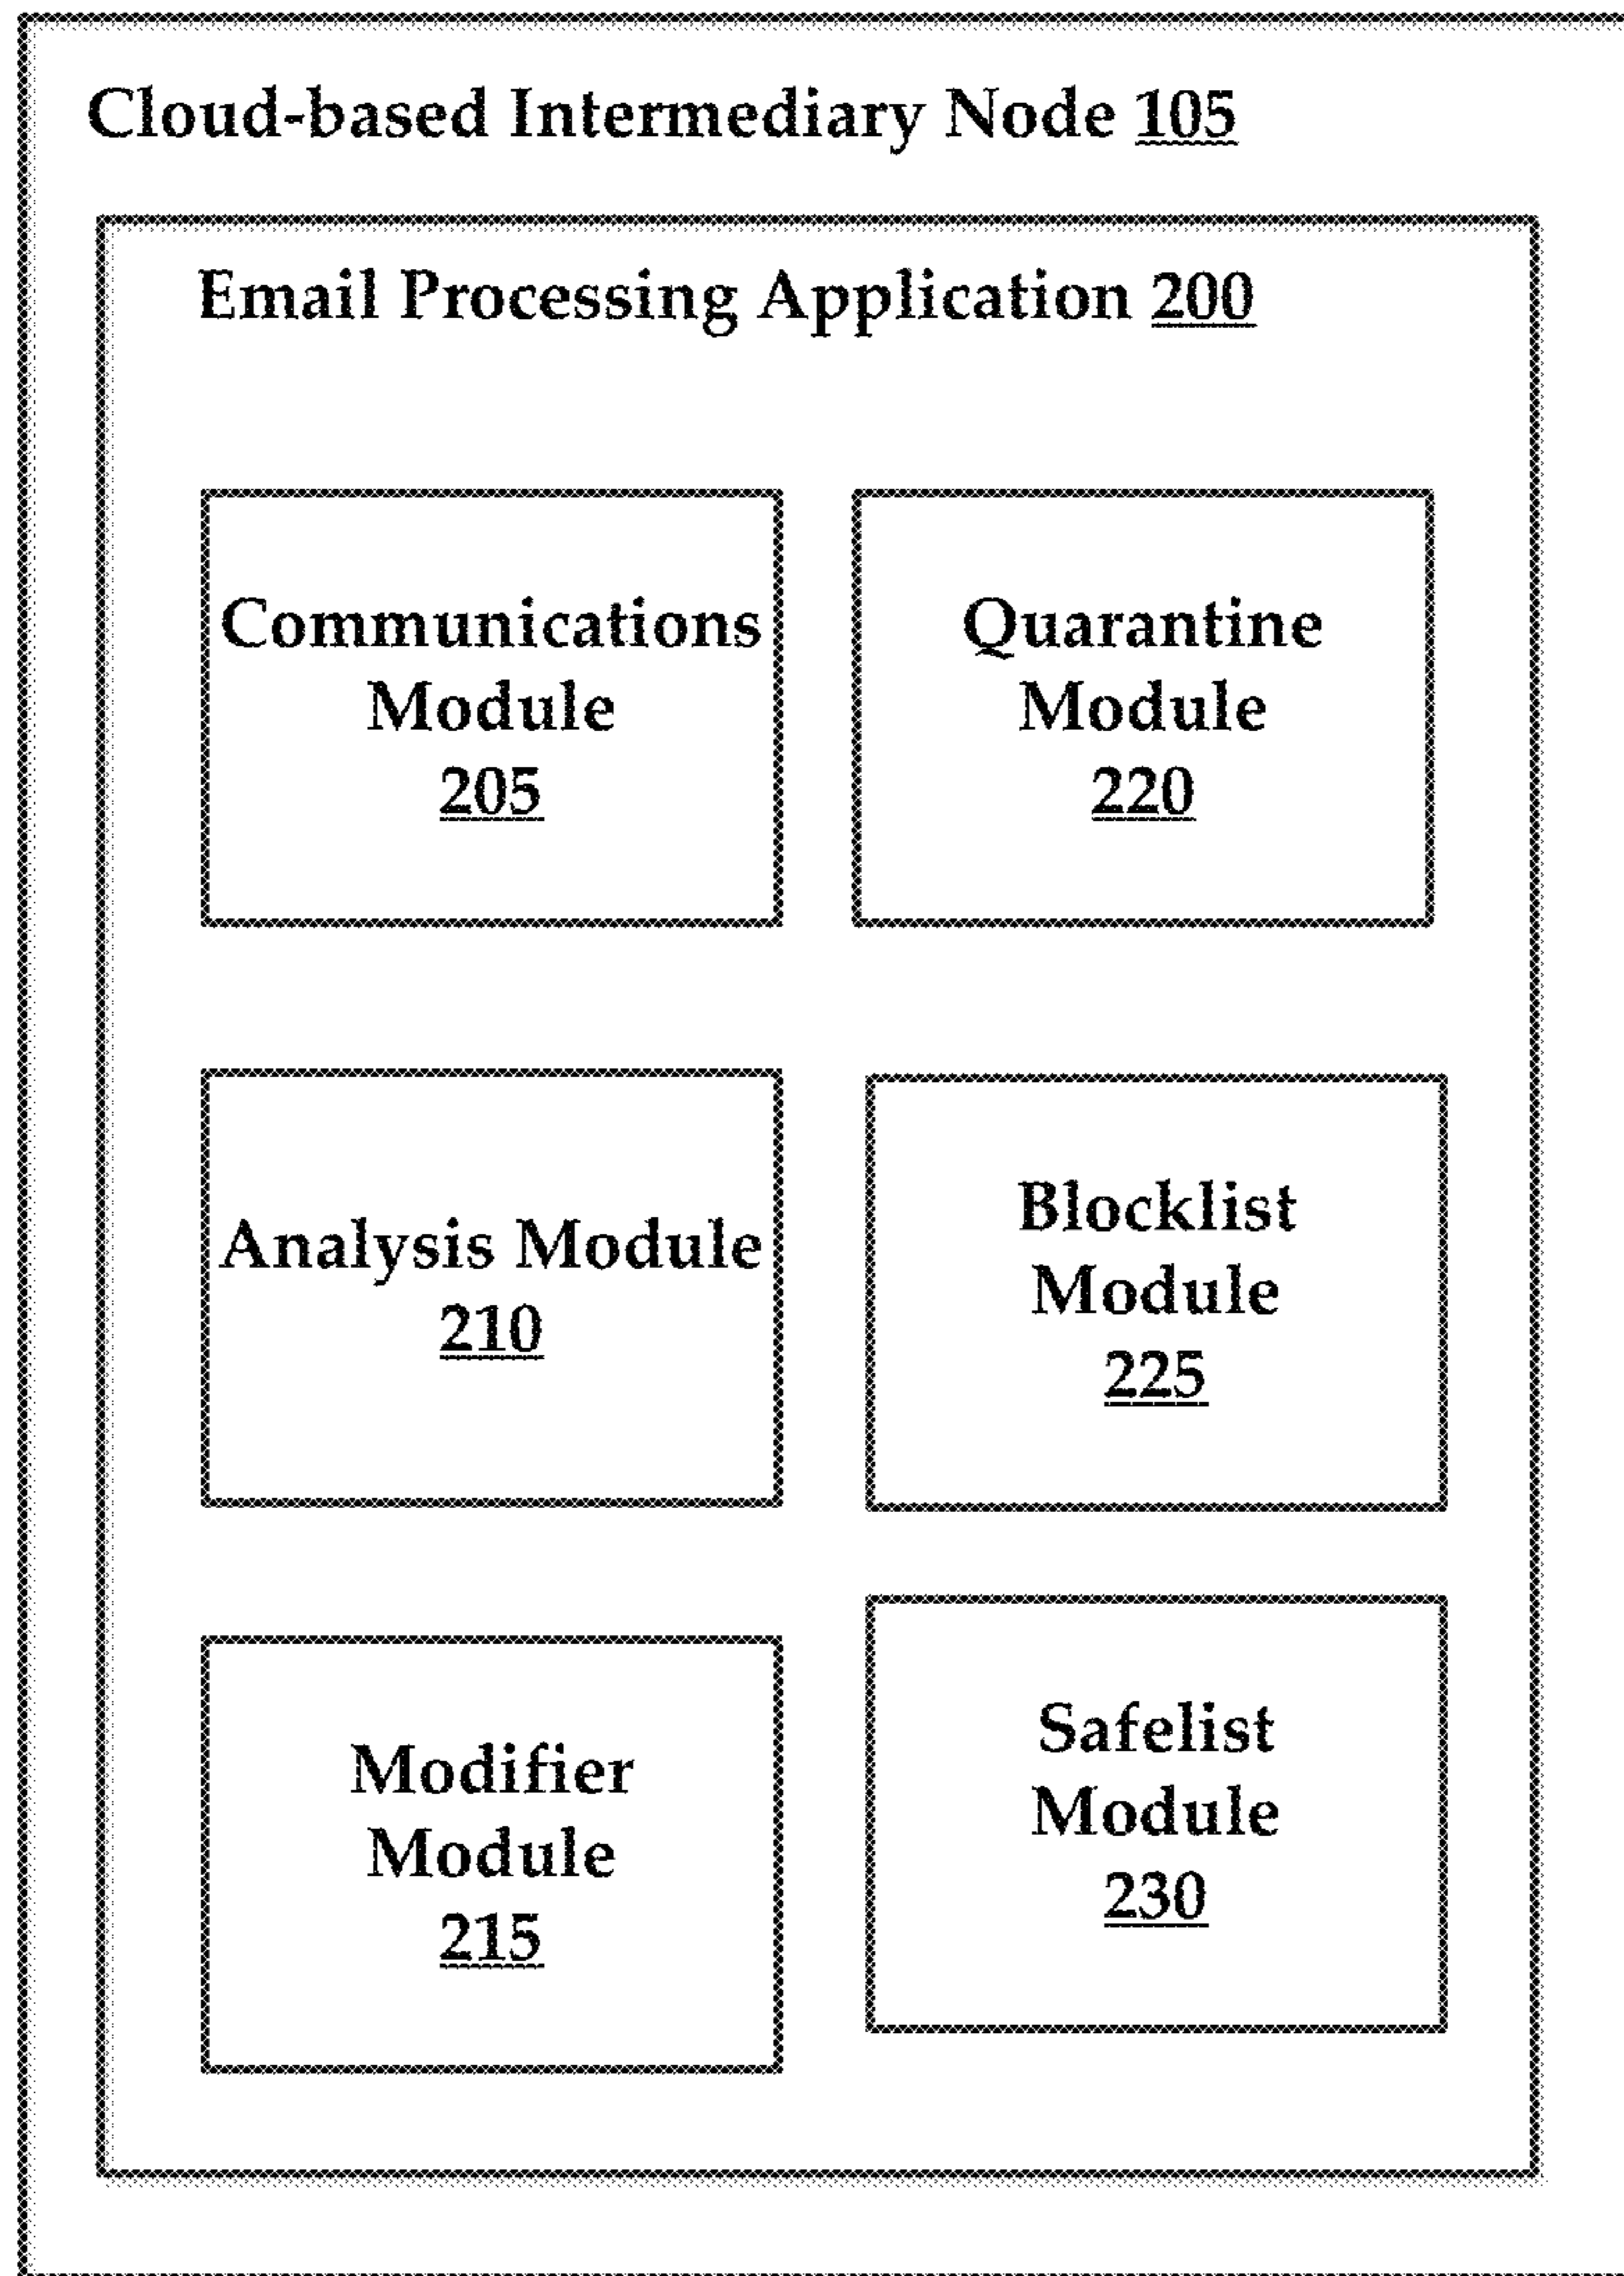 Cloud-based Intermediary Node 105
Email Processing Application 200
Communications
Module
205
Quarantine
Module
220
Analysis Module
210
Blocklist
Module
225
Modifier
Module
215
Safelist
Module
230